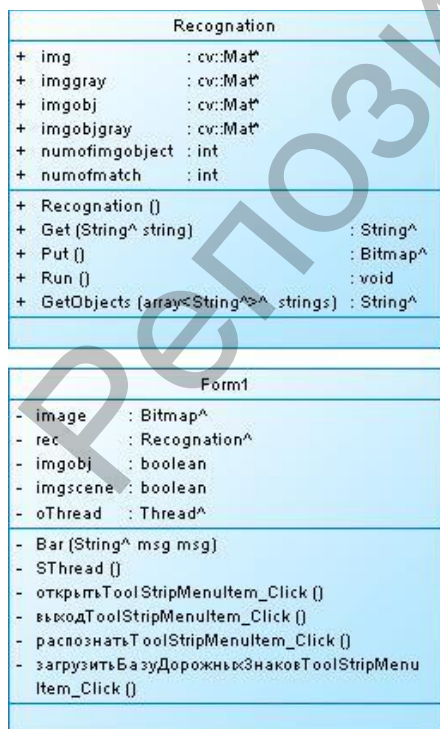 Recognation
+ img : cv::Mat^
+ imggray : cv::Mat^
+ imgobj : cv::Mat^
+ imgobjgray : cv::Mat^
+ numofimgobject : int
+ numofmatch : int
+ Recognation ()
+ Get (String^ string) : String^
+ Put () : Bitmap^
+ Run () : void
+ GetObjects (array<String^>^ strings) : String^
Form1
- image : Bitmap^
- rec : Recognation^
- imgobj : boolean
- imgscene : boolean
- oThread : Thread^
- Bar (String^ msg msg)
- SThread ()
- открытьToolStripMenuItem_Click ()
- выходToolStripMenuItem_Click ()
- распознатьToolStripMenuItem_Click ()
- загрузитьБазуДорожныхЗнаковToolStripMenu
Item_Click ()
Репози